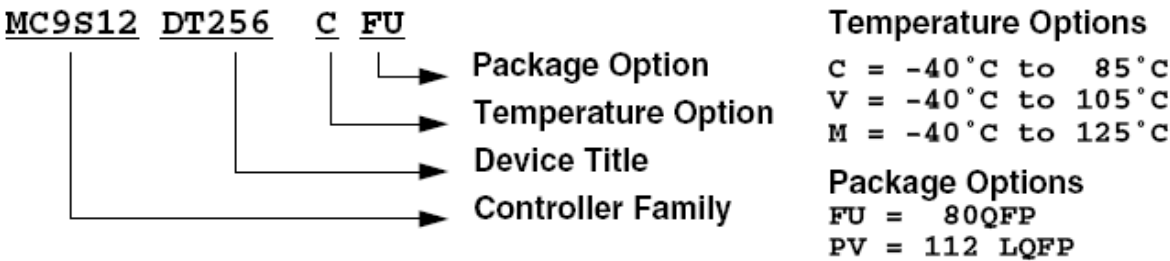 MC9S12 DT256 C FU
Package Option
Temperature Option
Device Title
Controller Family
Temperature Options
C = -40°C to 85°C
V = -40°C to 105°C
M = -40°C to 125°C
Package Options
FU = 80QFP
PV = 112 LQFP